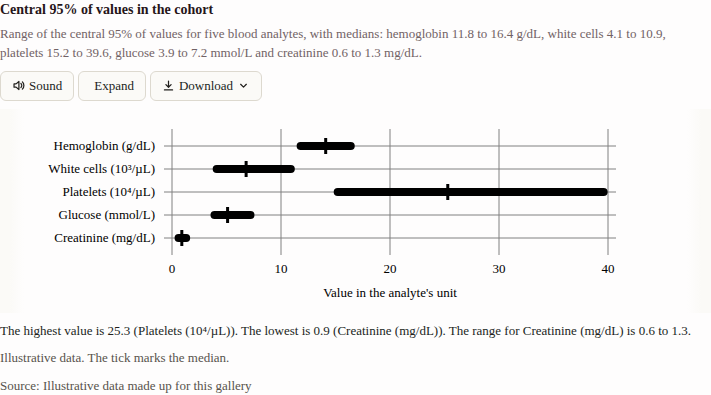 Central 95% of values in the cohort
Range of the central 95% of values for five blood analytes, with medians: hemoglobin 11.8 to 16.4 g/dL, white cells 4.1 to 10.9,
platelets 15.2 to 39.6, glucose 3.9 to 7.2 mmol/L and creatinine 0.6 to 1.3 mg/dL.
Sound Expand Download
Hemoglobin (g/dL)
White cells (10³/µL)
Platelets (10⁴/µL)
Glucose (mmol/L)
Creatinine (mg/dL)
0 10 20 30 40
Value in the analyte's unit
The highest value is 25.3 (Platelets (10⁴/µL)). The lowest is 0.9 (Creatinine (mg/dL)). The range for Creatinine (mg/dL) is 0.6 to 1.3.
Illustrative data. The tick marks the median.
Source: Illustrative data made up for this gallery